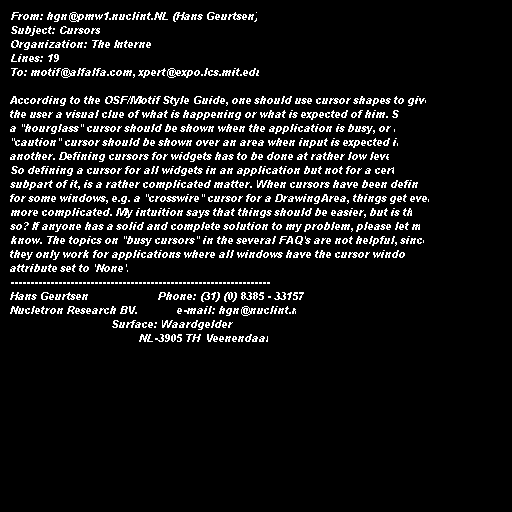 From: hgn@pmw1.nuclint.NL (Hans Geurtsen)
Subject: Cursors
Organization: The Interne
Lines: 19
To: motif@alfalfa.com, xpert@expo.lcs.mit.edu

According to the OSF/Motif Style Guide, one should use cursor shapes to give
the user a visual clue of what is happening or what is expected of him. S
a "hourglass" cursor should be shown when the application is busy, or
"caution" cursor should be shown over an area when input is expected i
another. Defining cursors for widgets has to be done at rather low leve
So defining a cursor for all widgets in an application but not for a cert
subpart of it, is a rather complicated matter. When cursors have been defin
for some windows, e.g. a "crosswire" cursor for a DrawingArea, things get eve
more complicated. My intuition says that things should be easier, but is th
so? If anyone has a solid and complete solution to my problem, please let m
know. The topics on "busy cursors" in the several FAQ's are not helpful, since
they only work for applications where all windows have the cursor windo
attribute set to 'None'.
-----------------------------------------------------------------
Hans Geurtsen Phone: (31) (0) 8385 - 33157
Nucletron Research BV. e-mail: hgn@nuclint.n
Surface: Waardgelder
NL-3905 TH Veenendaal